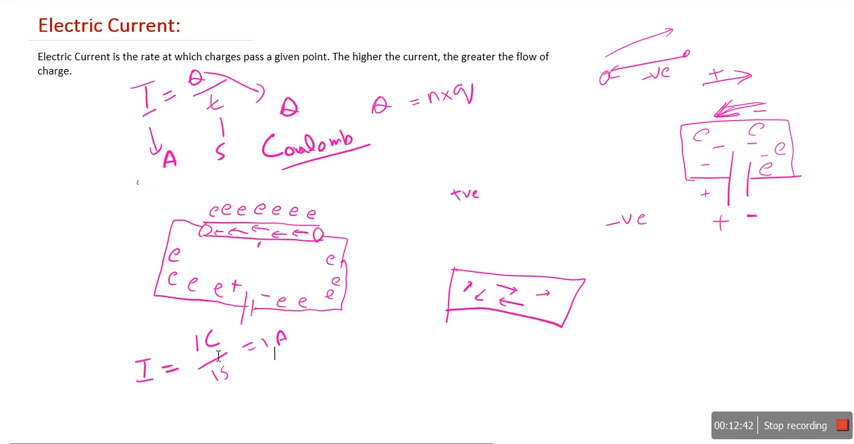 Electric Current:
Electric Current is the rate at which charges pass a given point. The higher the current, the greater the flow of
charge.
I = Q/t
Q
Q = n×q
A
s
Coulomb
-ve
+
-
e e
- - - e
- e
+
+ve
-ve
+ -
e e e e e e e
e e
e e e + - e e e e
I = 1C/1s = 1A
00:12:42 Stop recording